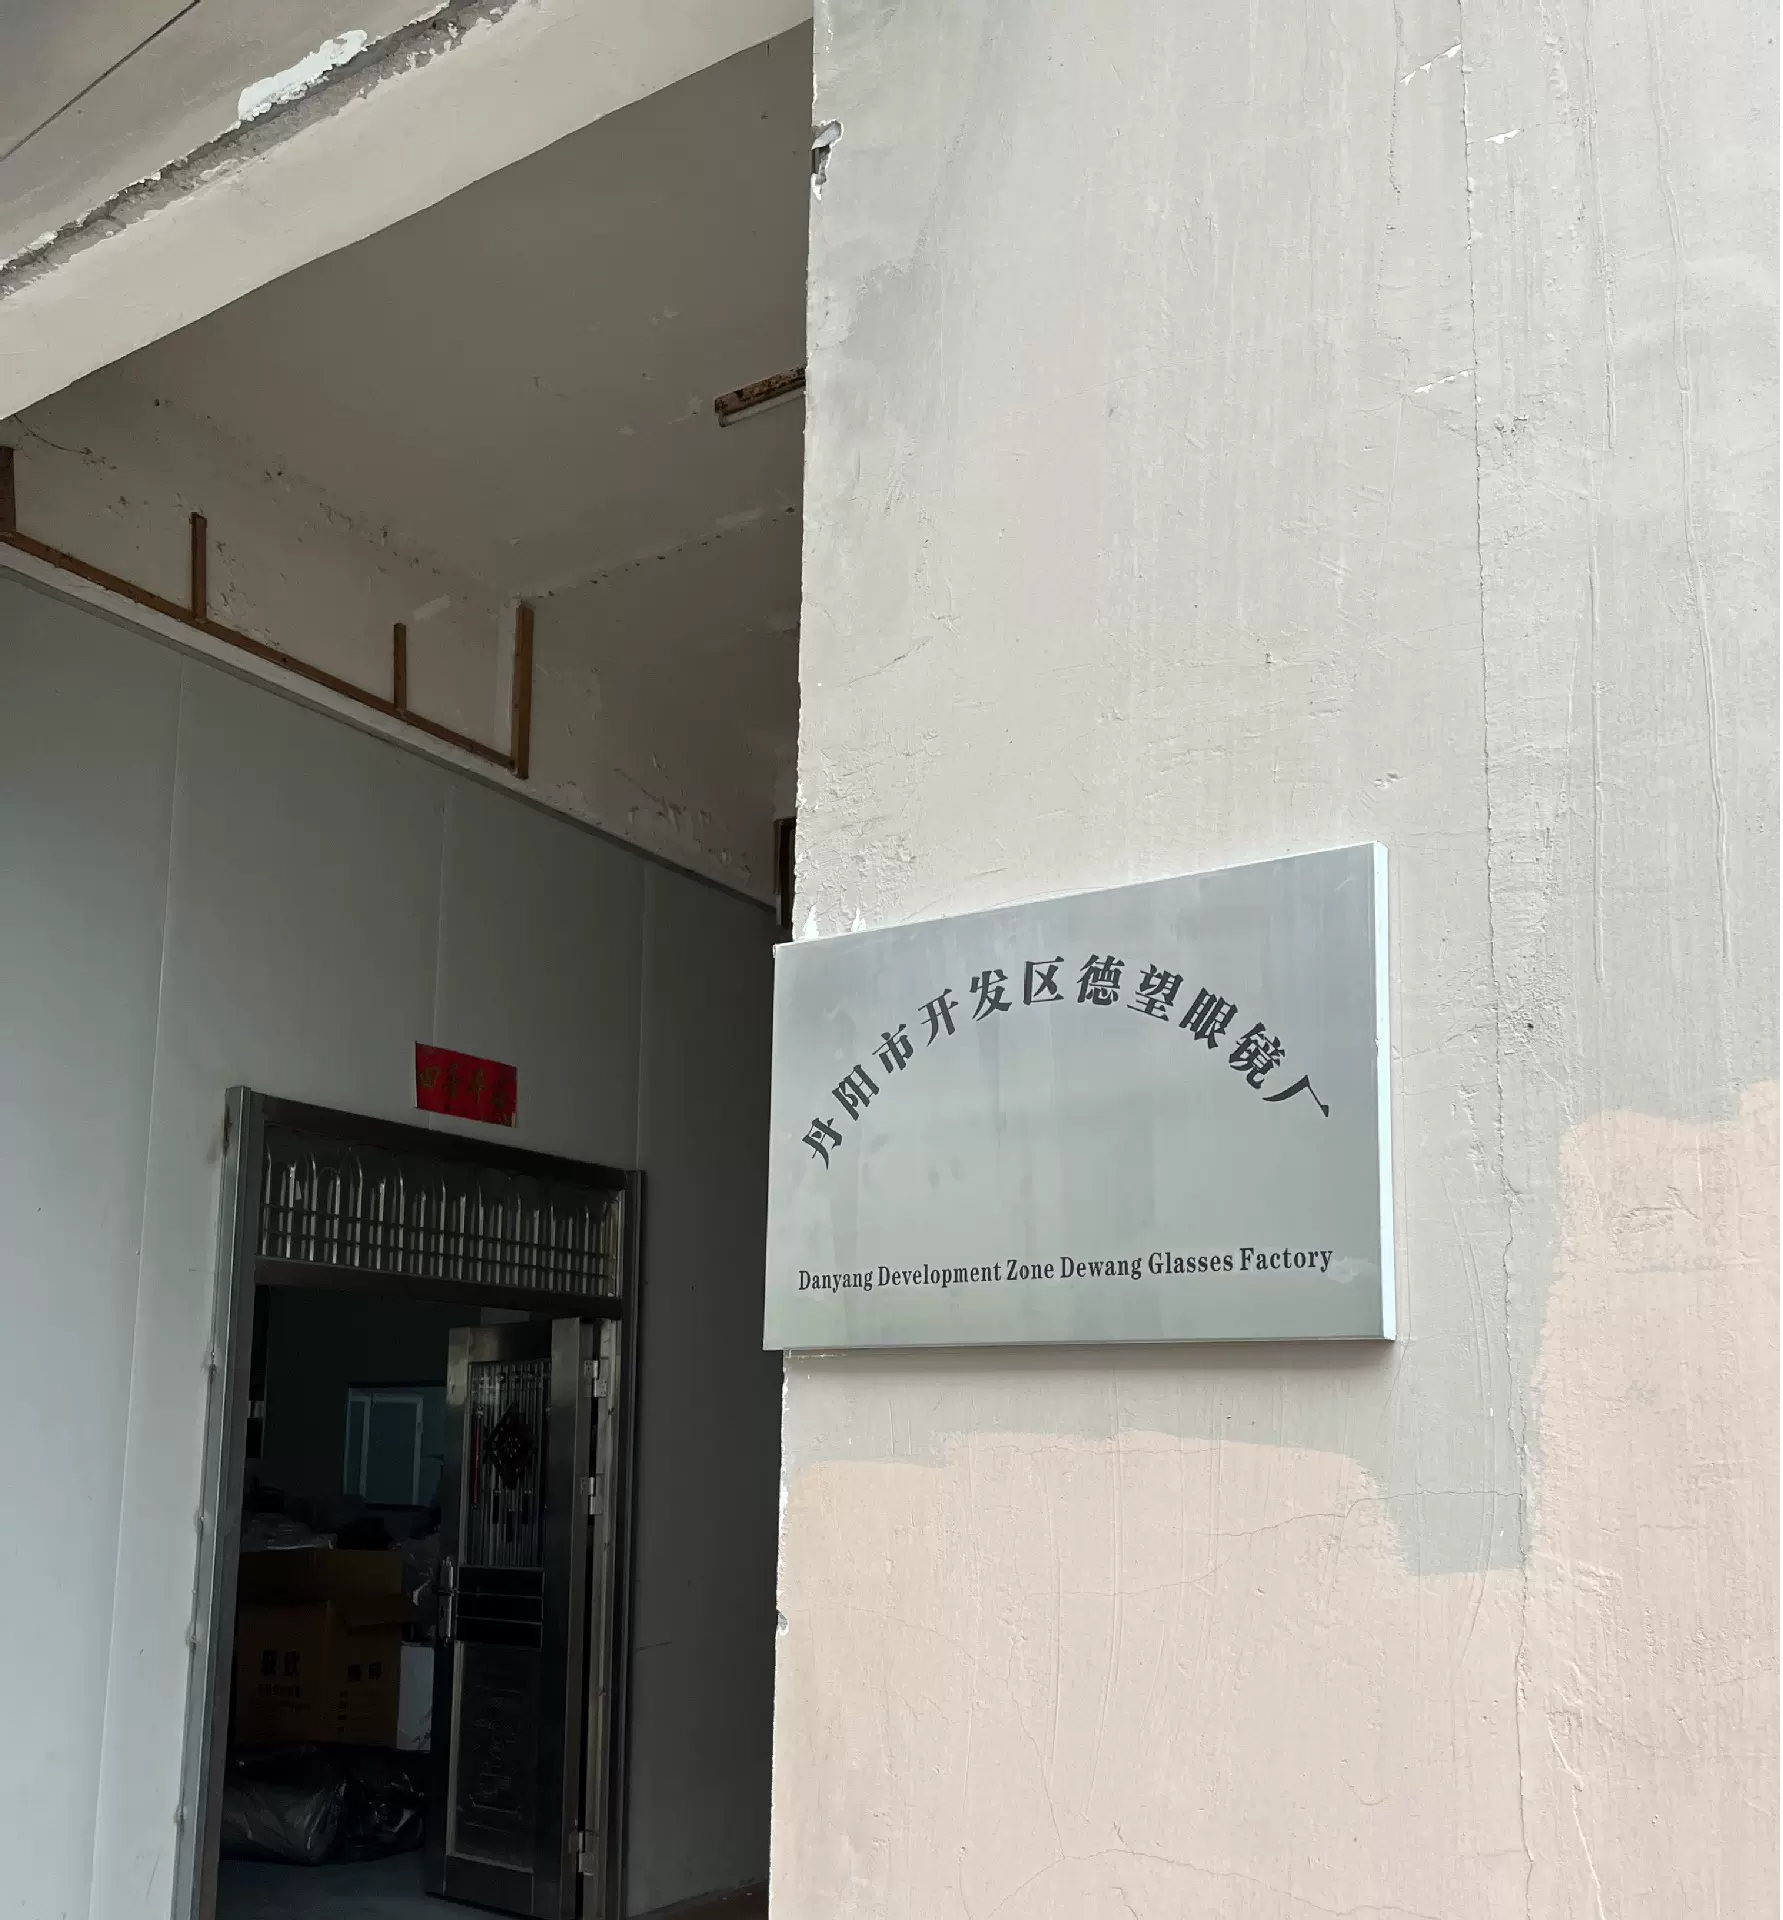 丹阳市开发区德望眼镜厂
Danyang Development Zone Dewang Glasses Factory